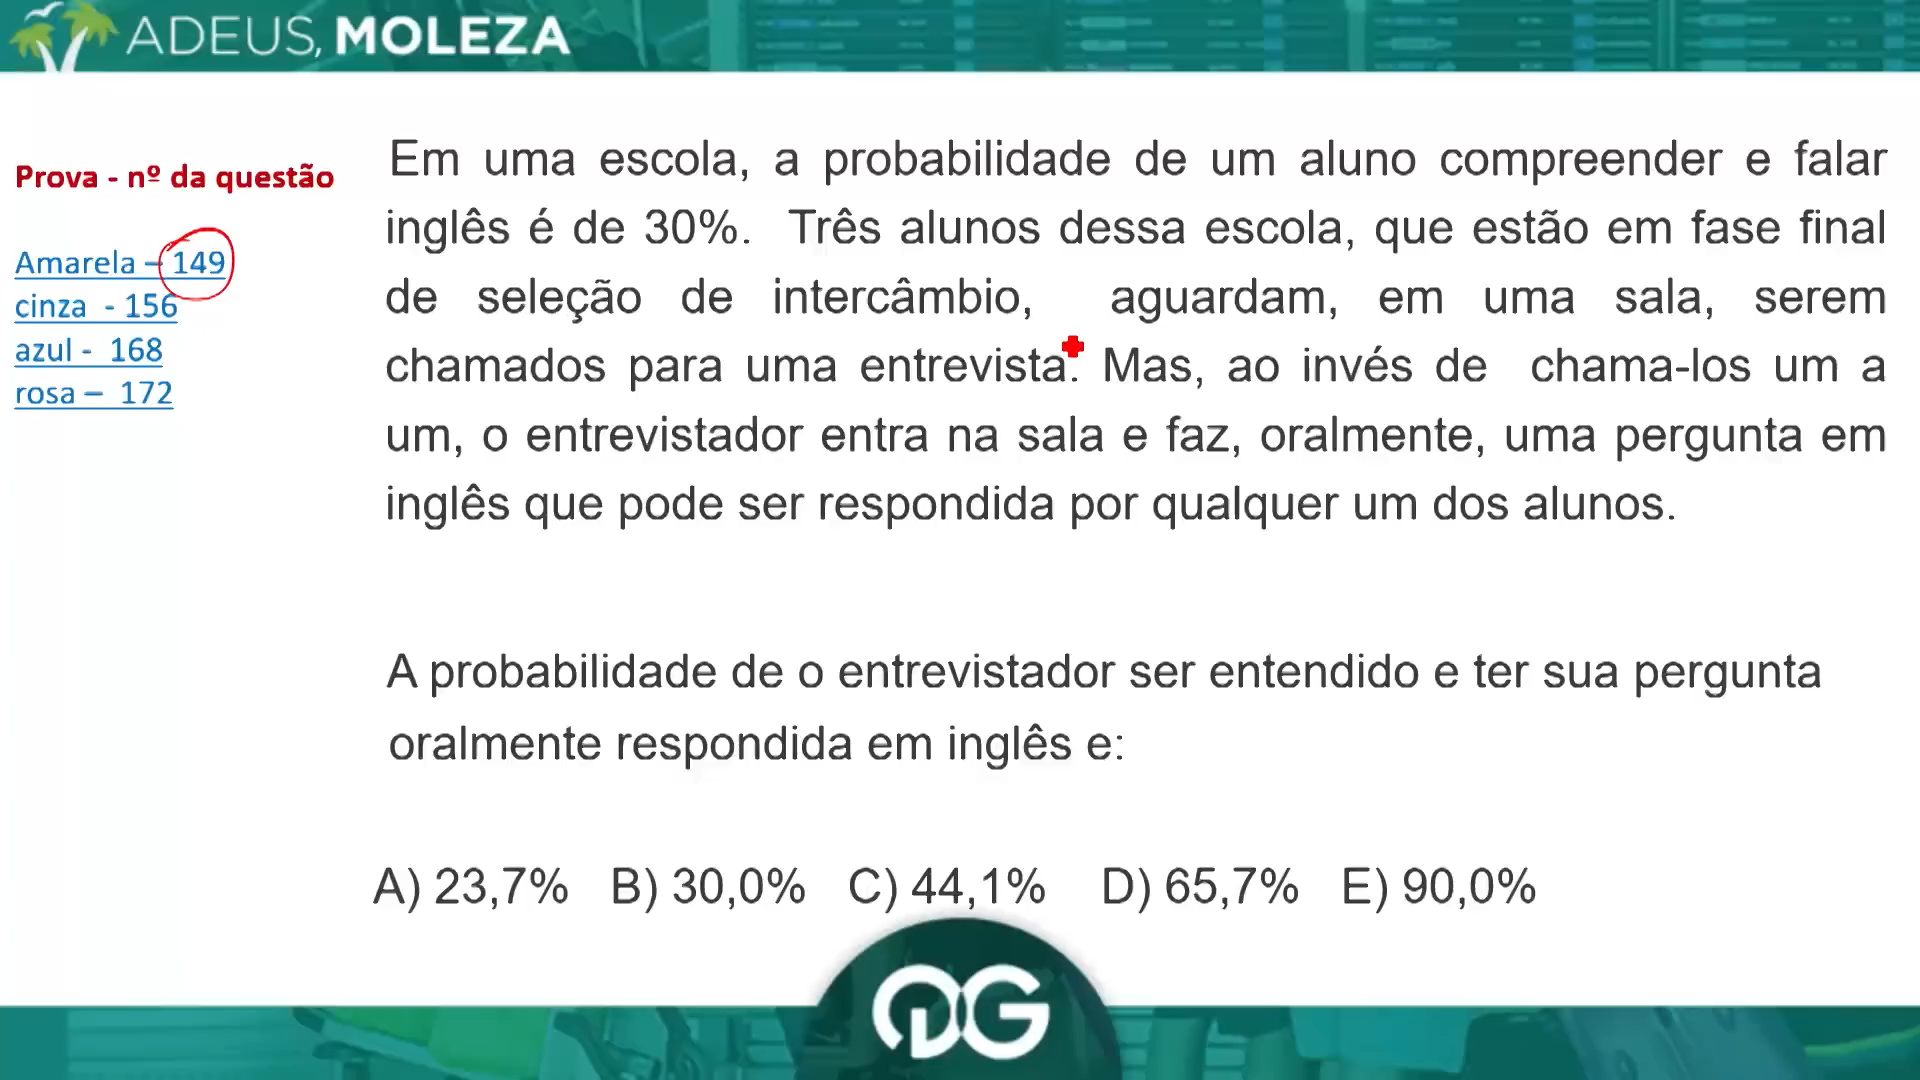 ADEUS, MOLEZA
Prova - nº da questão
Amarela – 149
cinza - 156
azul - 168
rosa – 172
Em uma escola, a probabilidade de um aluno compreender e falar
inglês é de 30%. Três alunos dessa escola, que estão em fase final
de seleção de intercâmbio, aguardam, em uma sala, serem
chamados para uma entrevista. Mas, ao invés de chama-los um a
um, o entrevistador entra na sala e faz, oralmente, uma pergunta em
inglês que pode ser respondida por qualquer um dos alunos.
A probabilidade de o entrevistador ser entendido e ter sua pergunta
oralmente respondida em inglês e:
A) 23,7% B) 30,0% C) 44,1% D) 65,7% E) 90,0%
QG